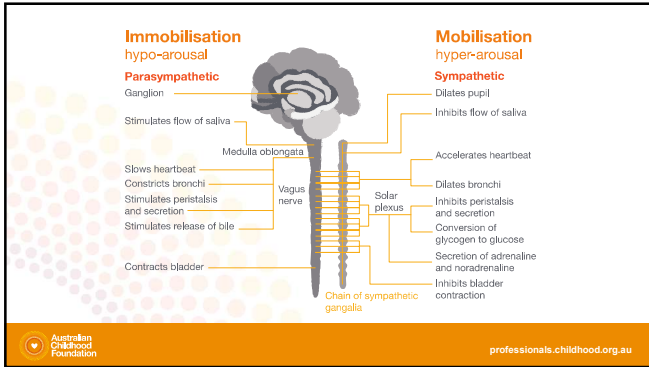 Immobilisation
hypo-arousal
Parasympathetic
Ganglion
Stimulates flow of saliva
Medulla oblongata
Slows heartbeat
Constricts bronchi
Stimulates peristalsis
and secretion
Stimulates release of bile
Vagus
nerve
Contracts bladder
Mobilisation
hyper-arousal
Sympathetic
Dilates pupil
Inhibits flow of saliva
Accelerates heartbeat
Dilates bronchi
Solar
plexus
Inhibits peristalsis
and secretion
Conversion of
glycogen to glucose
Secretion of adrenaline
and noradrenaline
Inhibits bladder
contraction
Chain of sympathetic
gangalia
Australian
Childhood
Foundation
professionals.childhood.org.au